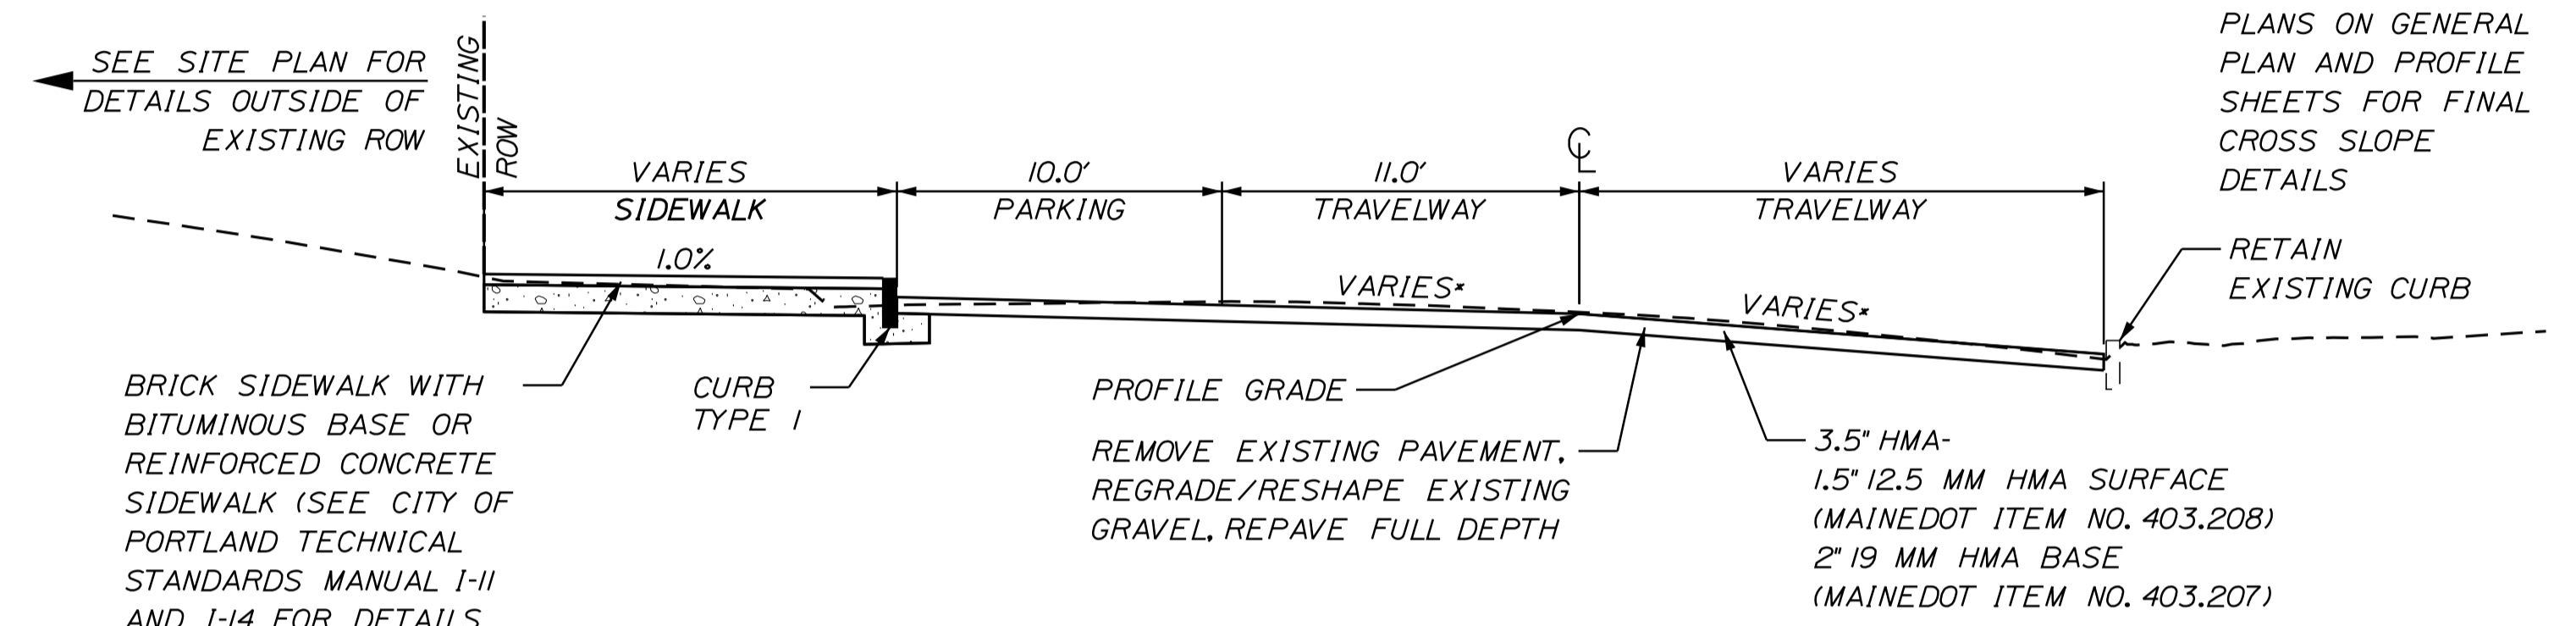 SEE SITE PLAN FOR
DETAILS OUTSIDE OF
EXISTING ROW
EXISTING
ROW
VARIES
SIDEWALK
10.0'
PARKING
11.0'
TRAVELWAY
℄
VARIES
TRAVELWAY
PLANS ON GENERAL
PLAN AND PROFILE
SHEETS FOR FINAL
CROSS SLOPE
DETAILS
1.0%
VARIES*
VARIES*
RETAIN
EXISTING CURB
BRICK SIDEWALK WITH
BITUMINOUS BASE OR
REINFORCED CONCRETE
SIDEWALK (SEE CITY OF
PORTLAND TECHNICAL
STANDARDS MANUAL I-11
AND I-14 FOR DETAILS
CURB
TYPE 1
PROFILE GRADE
REMOVE EXISTING PAVEMENT,
REGRADE/RESHAPE EXISTING
GRAVEL, REPAVE FULL DEPTH
3.5" HMA-
1.5" 12.5 MM HMA SURFACE
(MAINEDOT ITEM NO. 403.208)
2" 19 MM HMA BASE
(MAINEDOT ITEM NO. 403.207)